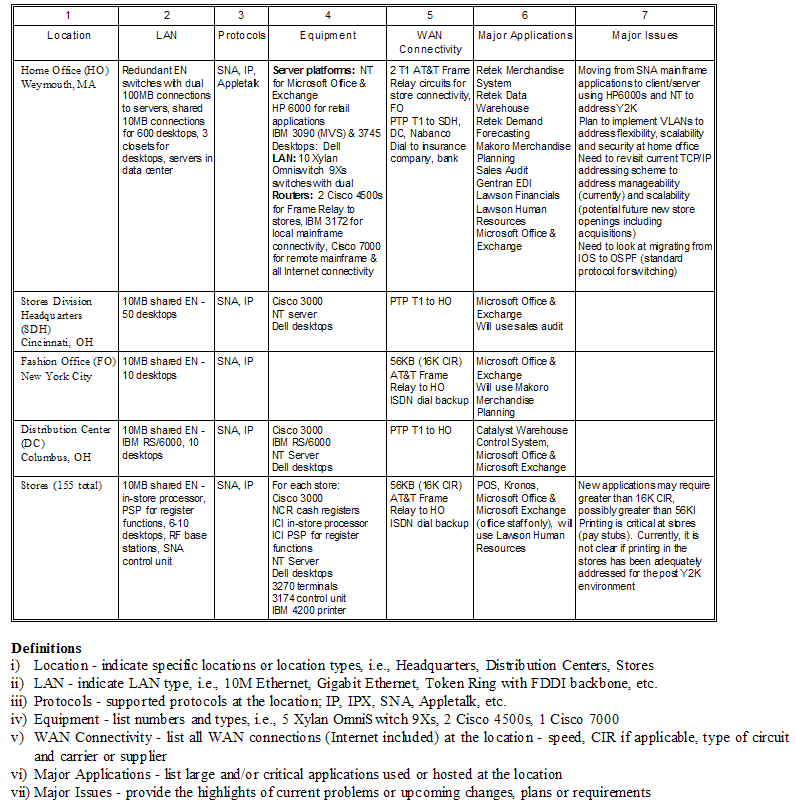 1 2 3 4 5 6 7
Location LAN Protocols Equipment WAN Connectivity Major Applications Major Issues
Home Office (HO)
Weymouth, MA
Redundant EN
switches with dual
100MB connections
to servers, shared
10MB connections
for 600 desktops, 3
closets for
desktops, servers in
data center
SNA, IP,
Appletalk
Server platforms: NT
for Microsoft Office &
Exchange
HP 6000 for retail
applications
IBM 3090 (MVS) & 3745
Desktops: Dell
LAN: 10 Xylan
Omniswitch 9Xs
switches with dual
Routers: 2 Cisco 4500s
for Frame Relay to
stores, IBM 3172 for
local mainframe
connectivity, Cisco 7000
for remote mainframe &
all Internet connectivity
2 T1 AT&T Frame
Relay circuits for
store connectivity,
FO
PTP T1 to SDH,
DC, Nabanco
Dial to insurance
company, bank
Retek Merchandise
System
Retek Data
Warehouse
Retek Demand
Forecasting
Makoro Merchandise
Planning
Sales Audit
Gentran EDI
Lawson Financials
Lawson Human
Resources
Microsoft Office &
Exchange
Moving from SNA mainframe
applications to client/server
using HP6000s and NT to
address Y2K
Plan to implement VLANs to
address flexibility, scalability
and security at home office
Need to revisit current TCP/IP
addressing scheme to
address manageability
(currently) and scalability
(potential future new store
openings including
acquisitions)
Need to look at migrating from
IOS to OSPF (standard
protocol for switching)
Stores Division
Headquarters
(SDH)
Cincinnati, OH
10MB shared EN -
50 desktops
SNA, IP
Cisco 3000
NT server
Dell desktops
PTP T1 to HO
Microsoft Office &
Exchange
Will use sales audit
Fashion Office (FO)
New York City
10MB shared EN -
10 desktops
SNA, IP
56KB (16K CIR)
AT&T Frame
Relay to HO
ISDN dial backup
Microsoft Office &
Exchange
Will use Makoro
Merchandise
Planning
Distribution Center
(DC)
Columbus, OH
10MB shared EN -
IBM RS/6000, 10
desktops
SNA, IP
Cisco 3000
IBM RS/6000
NT Server
Dell desktops
PTP T1 to HO
Catalyst Warehouse
Control System,
Microsoft Office &
Microsoft Exchange
Stores (155 total)
10MB shared EN -
in-store processor,
PSP for register
functions, 6-10
desktops, RF base
stations, SNA
control unit
SNA, IP
For each store:
Cisco 3000
NCR cash registers
ICI in-store processor
ICI PSP for register
functions
NT Server
Dell desktops
3270 terminals
3174 control unit
IBM 4200 printer
56KB (16K CIR)
AT&T Frame
Relay to HO
ISDN dial backup
POS, Kronos,
Microsoft Office &
Microsoft Exchange
(office staff only), will
use Lawson Human
Resources
New applications may require
greater than 16K CIR,
possibly greater than 56K!
Printing is critical at stores
(pay stubs). Currently, it is
not clear if printing in the
stores has been adequately
addressed for the post Y2K
environment
Definitions
i) Location - indicate specific locations or location types, i.e., Headquarters, Distribution Centers, Stores
ii) LAN - indicate LAN type, i.e., 10M Ethernet, Gigabit Ethernet, Token Ring with FDDI backbone, etc.
iii) Protocols - supported protocols at the location; IP, IPX, SNA, Appletalk, etc.
iv) Equipment - list numbers and types, i.e., 5 Xylan OmniSwitch 9Xs, 2 Cisco 4500s, 1 Cisco 7000
v) WAN Connectivity - list all WAN connections (Internet included) at the location - speed, CIR if applicable, type of circuit
and carrier or supplier
vi) Major Applications - list large and/or critical applications used or hosted at the location
vii) Major Issues - provide the highlights of current problems or upcoming changes, plans or requirements